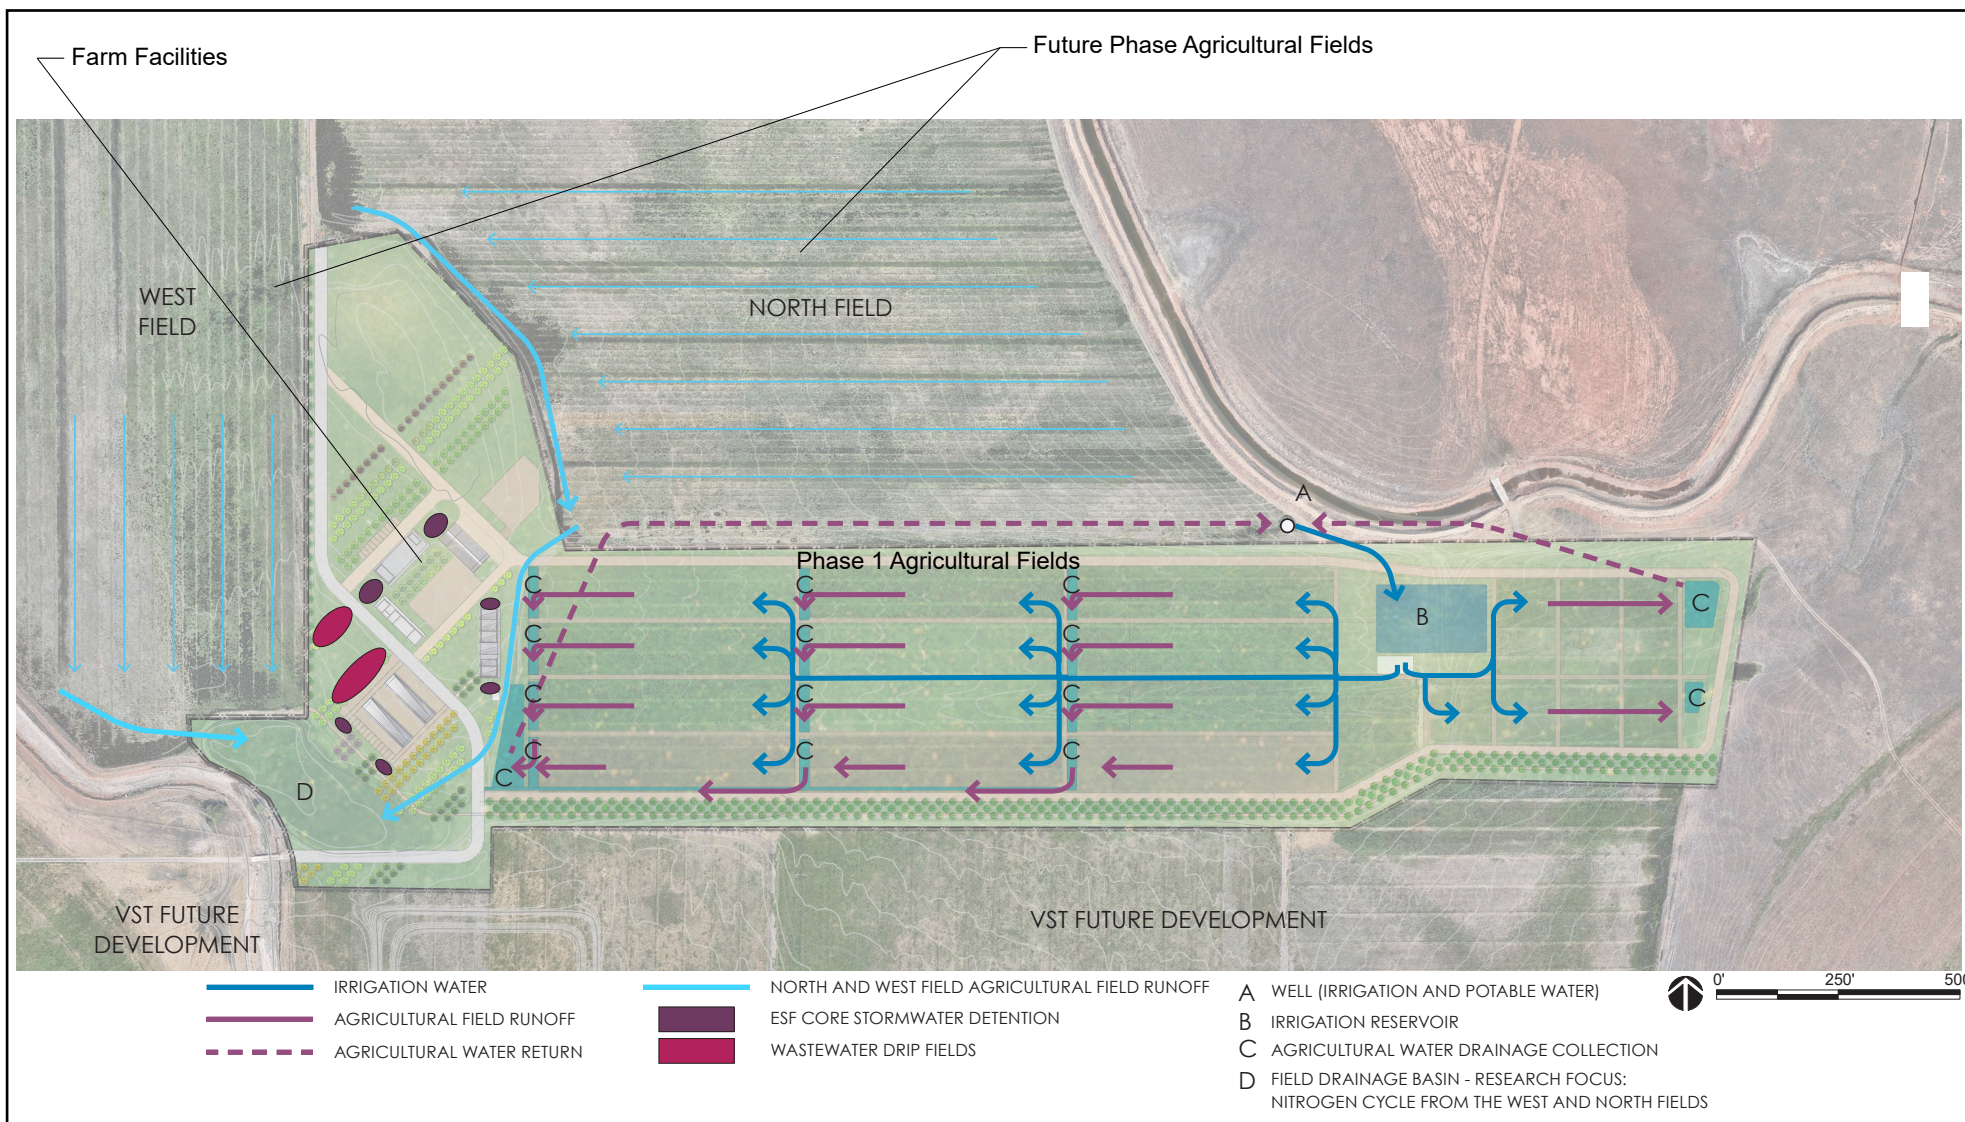 Farm Facilities
Future Phase Agricultural Fields
WEST
FIELD
NORTH FIELD
A
Phase 1 Agricultural Fields
C
C
C
B
C
C
C
C
C
C
C
C
C
C
C
C
D
VST FUTURE
DEVELOPMENT
VST FUTURE DEVELOPMENT
IRRIGATION WATER
AGRICULTURAL FIELD RUNOFF
AGRICULTURAL WATER RETURN
NORTH AND WEST FIELD AGRICULTURAL FIELD RUNOFF
ESF CORE STORMWATER DETENTION
WASTEWATER DRIP FIELDS
A WELL (IRRIGATION AND POTABLE WATER)
B IRRIGATION RESERVOIR
C AGRICULTURAL WATER DRAINAGE COLLECTION
D FIELD DRAINAGE BASIN - RESEARCH FOCUS:
NITROGEN CYCLE FROM THE WEST AND NORTH FIELDS
0' 250' 500